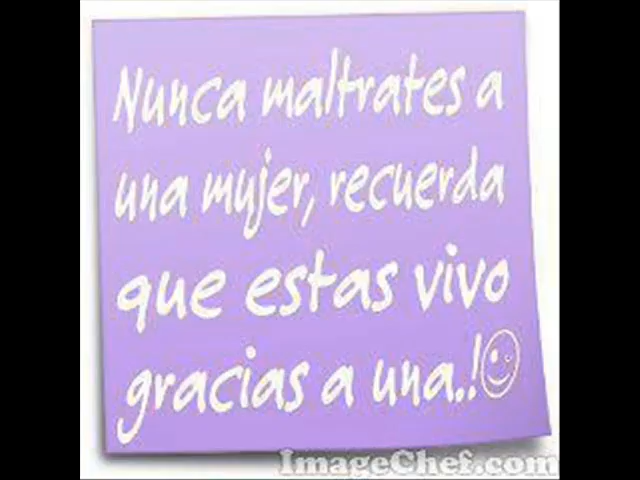 Nunca maltrates a
una mujer, recuerda
que estas vivo
gracias a una..!
ImageChef.com